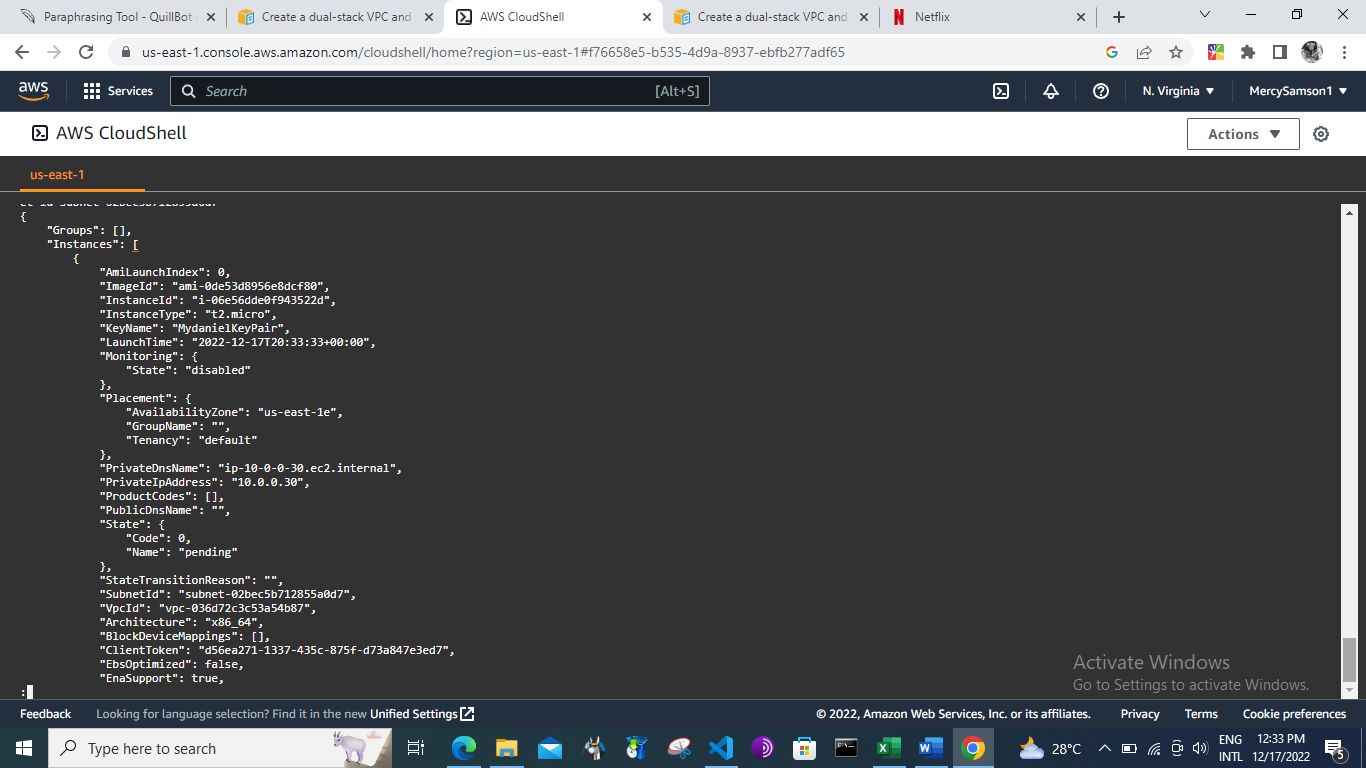 Paraphrasing Tool - QuillBot
Create a dual-stack VPC and
AWS CloudShell
Create a dual-stack VPC and
Netflix
us-east-1.console.aws.amazon.com/cloudshell/home?region=us-east-1#f76658e5-b535-4d9a-8937-ebfb277adf65
aws
Services
Search
[Alt+S]
N. Virginia
MercySamson1
AWS CloudShell
Actions
us-east-1
{
"Groups": [],
"Instances": [
{
"AmiLaunchIndex": 0,
"ImageId": "ami-0de53d8956e8dcf80",
"InstanceId": "i-06e56dde0f943522d",
"InstanceType": "t2.micro",
"KeyName": "MydanielKeyPair",
"LaunchTime": "2022-12-17T20:33:33+00:00",
"Monitoring": {
"State": "disabled"
},
"Placement": {
"AvailabilityZone": "us-east-1e",
"GroupName": "",
"Tenancy": "default"
},
"PrivateDnsName": "ip-10-0-0-30.ec2.internal",
"PrivateIpAddress": "10.0.0.30",
"ProductCodes": [],
"PublicDnsName": "",
"State": {
"Code": 0,
"Name": "pending"
},
"StateTransitionReason": "",
"SubnetId": "subnet-02bec5b712855a0d7",
"VpcId": "vpc-036d72c3c53a54b87",
"Architecture": "x86_64",
"BlockDeviceMappings": [],
"ClientToken": "d56ea271-1337-435c-875f-d73a847e3ed7",
"EbsOptimized": false,
"EnaSupport": true,
:
Activate Windows
Go to Settings to activate Windows.
Feedback
Looking for language selection? Find it in the new Unified Settings
© 2022, Amazon Web Services, Inc. or its affiliates.
Privacy
Terms
Cookie preferences
Type here to search
28°C
ENG
INTL
12:33 PM
12/17/2022
5